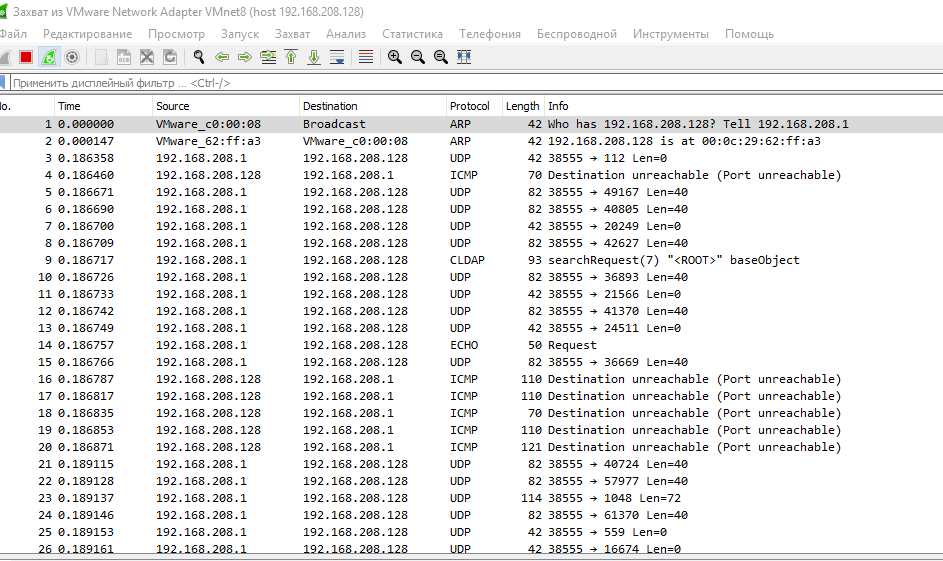 Захват из VMware Network Adapter VMnet8 (host 192.168.208.128)
Файл Редактирование Просмотр Запуск Захват Анализ Статистика Телефония Беспроводной Инструменты Помощь
Применить дисплейный фильтр ... <Ctrl-/>
No. Time Source Destination Protocol Length Info
1 0.000000 VMware_c0:00:08 Broadcast ARP 42 Who has 192.168.208.128? Tell 192.168.208.1
2 0.000147 VMware_62:ff:a3 VMware_c0:00:08 ARP 42 192.168.208.128 is at 00:0c:29:62:ff:a3
3 0.186358 192.168.208.1 192.168.208.128 UDP 42 38555 → 112 Len=0
4 0.186460 192.168.208.128 192.168.208.1 ICMP 70 Destination unreachable (Port unreachable)
5 0.186671 192.168.208.1 192.168.208.128 UDP 82 38555 → 49167 Len=40
6 0.186690 192.168.208.1 192.168.208.128 UDP 82 38555 → 40805 Len=40
7 0.186700 192.168.208.1 192.168.208.128 UDP 42 38555 → 20249 Len=0
8 0.186709 192.168.208.1 192.168.208.128 UDP 82 38555 → 42627 Len=40
9 0.186717 192.168.208.1 192.168.208.128 CLDAP 93 searchRequest(7) "<ROOT>" baseObject
10 0.186726 192.168.208.1 192.168.208.128 UDP 82 38555 → 36893 Len=40
11 0.186733 192.168.208.1 192.168.208.128 UDP 42 38555 → 21566 Len=0
12 0.186742 192.168.208.1 192.168.208.128 UDP 82 38555 → 41370 Len=40
13 0.186749 192.168.208.1 192.168.208.128 UDP 42 38555 → 24511 Len=0
14 0.186757 192.168.208.1 192.168.208.128 ECHO 50 Request
15 0.186766 192.168.208.1 192.168.208.128 UDP 82 38555 → 36669 Len=40
16 0.186787 192.168.208.128 192.168.208.1 ICMP 110 Destination unreachable (Port unreachable)
17 0.186817 192.168.208.128 192.168.208.1 ICMP 110 Destination unreachable (Port unreachable)
18 0.186835 192.168.208.128 192.168.208.1 ICMP 70 Destination unreachable (Port unreachable)
19 0.186853 192.168.208.128 192.168.208.1 ICMP 110 Destination unreachable (Port unreachable)
20 0.186871 192.168.208.128 192.168.208.1 ICMP 121 Destination unreachable (Port unreachable)
21 0.189115 192.168.208.1 192.168.208.128 UDP 82 38555 → 40724 Len=40
22 0.189128 192.168.208.1 192.168.208.128 UDP 82 38555 → 57977 Len=40
23 0.189137 192.168.208.1 192.168.208.128 UDP 114 38555 → 1048 Len=72
24 0.189146 192.168.208.1 192.168.208.128 UDP 82 38555 → 61370 Len=40
25 0.189153 192.168.208.1 192.168.208.128 UDP 42 38555 → 559 Len=0
26 0.189161 192.168.208.1 192.168.208.128 UDP 42 38555 → 16674 Len=0